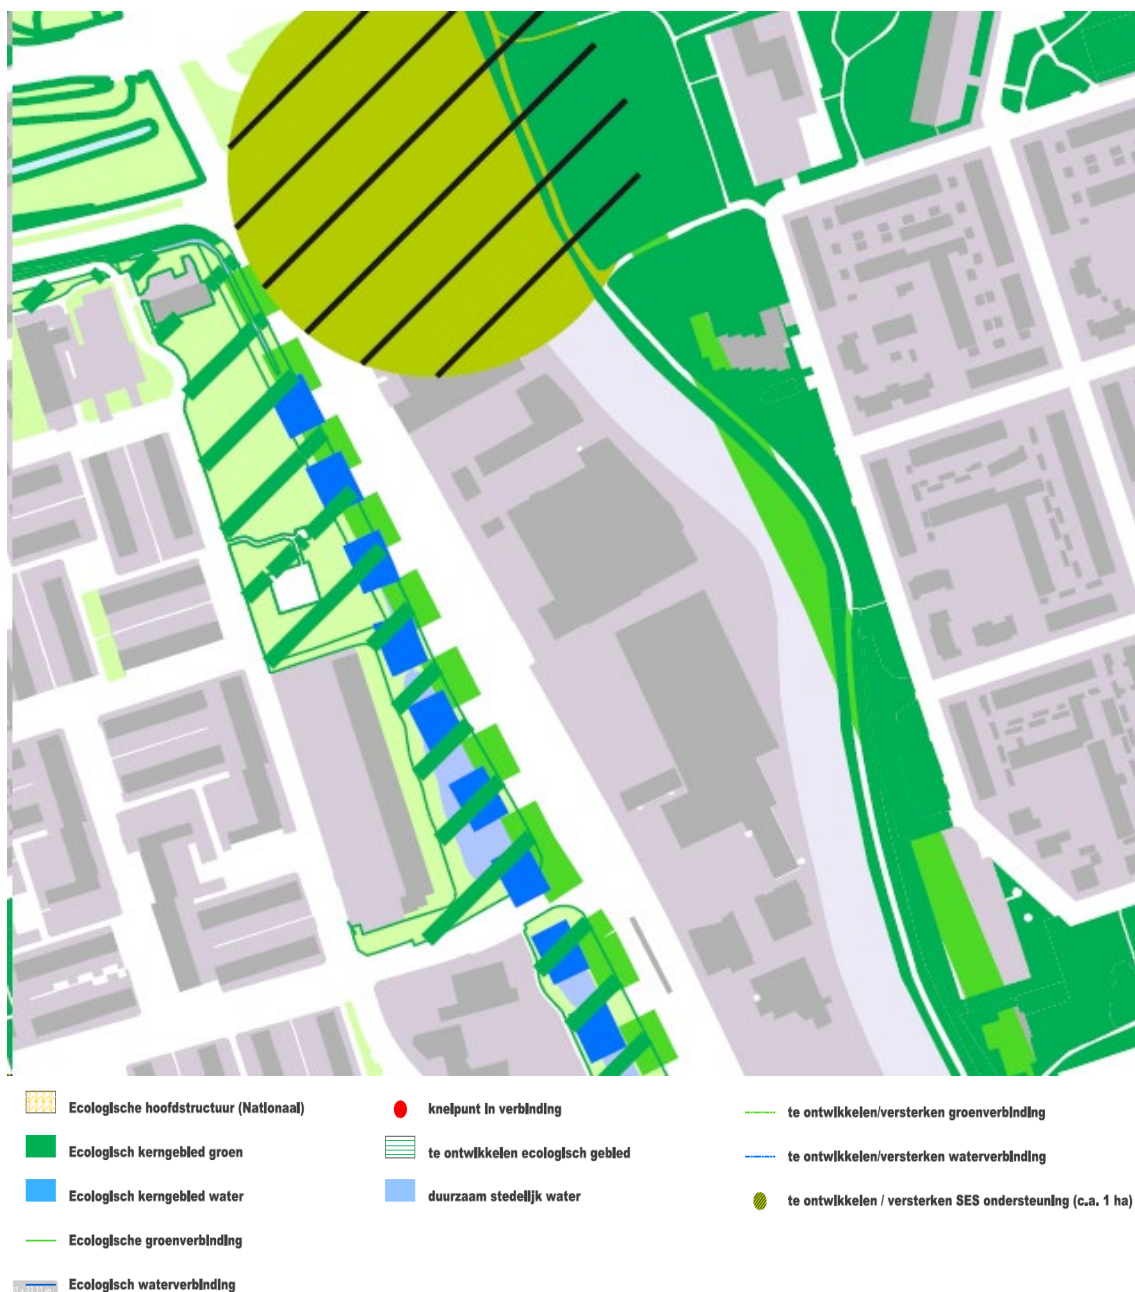 Ecologische hoofdstructuur (Nationaal)
Ecologisch kerngebied groen
Ecologisch kerngebied water
Ecologische groenverbinding
Ecologisch waterverbinding
knelpunt in verbinding
te ontwikkelen ecologisch gebied
duurzaam stedelijk water
te ontwikkelen/versterken groenverbinding
te ontwikkelen/versterken waterverbinding
te ontwikkelen / versterken SES ondersteuning (c.a. 1 ha)